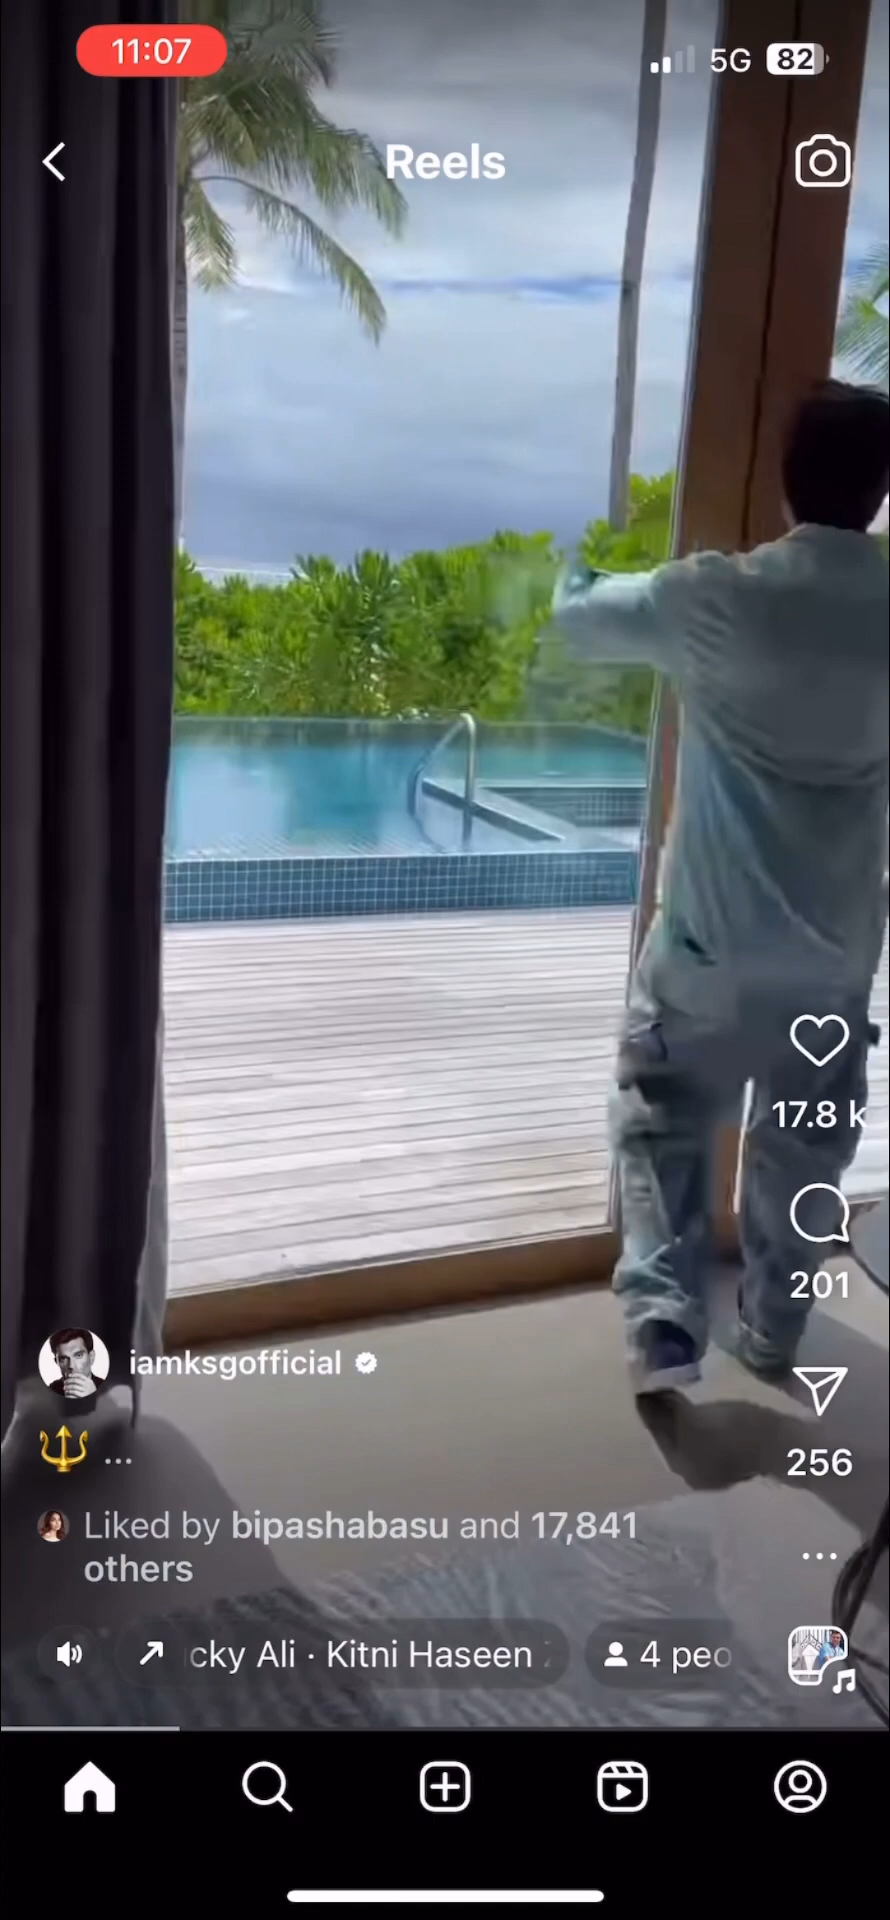 11:07
5G 82
Reels
17.8 k
201
iamksgofficial
...
256
Liked by bipashabasu and 17,841
others
cky Ali · Kitni Haseen
4 peo